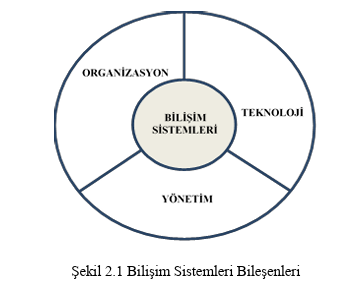 ORGANİZASYON
TEKNOLOJİ
BİLİŞİM
SİSTEMLERİ
YÖNETİM
Şekil 2.1 Bilişim Sistemleri Bileşenleri